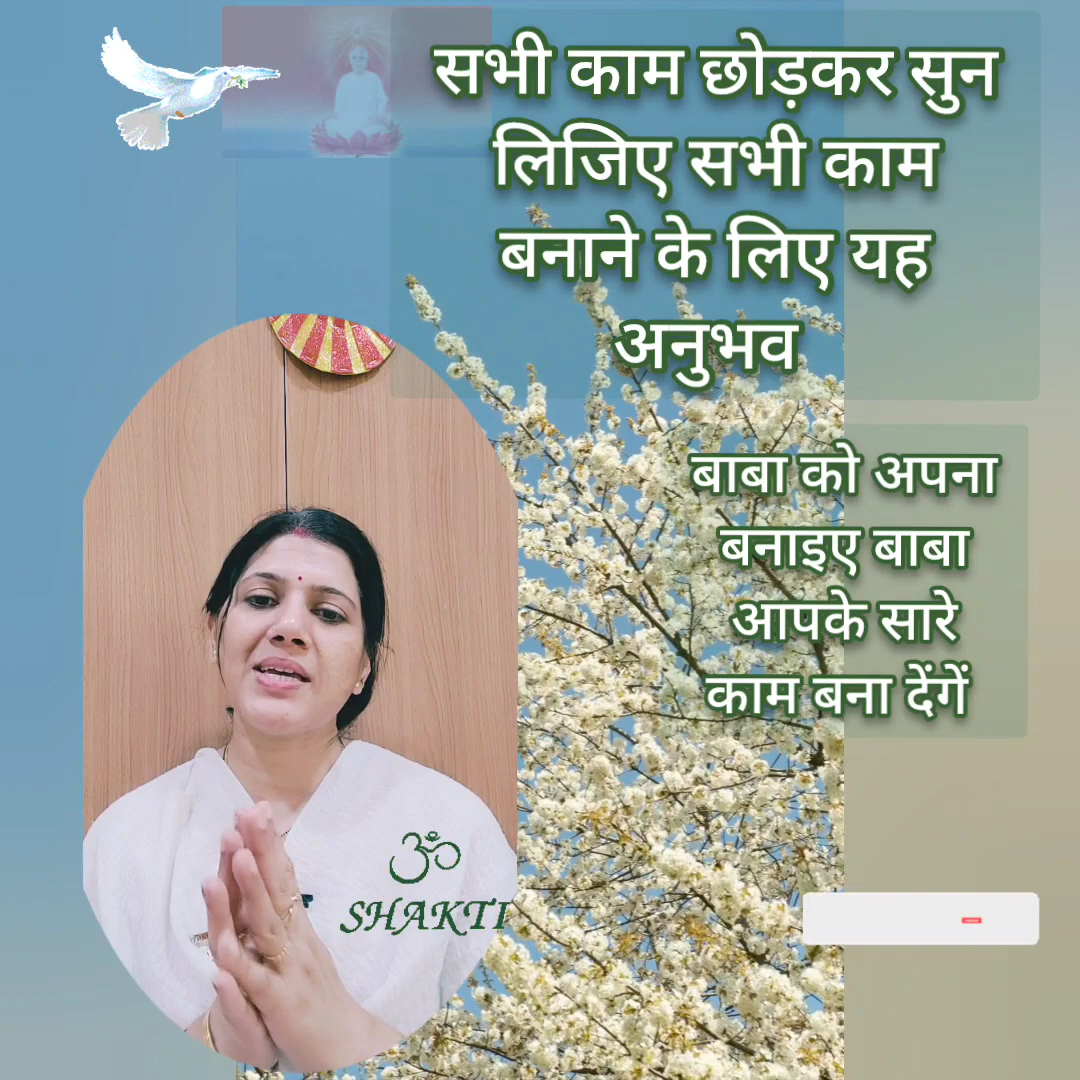 सभी काम छोड़कर सुन
लिजिए सभी काम
बनाने के लिए यह
अनुभव
बाबा को अपना
बनाइए बाबा
आपके सारे
काम बना देंगें
ॐ
SHAKTI